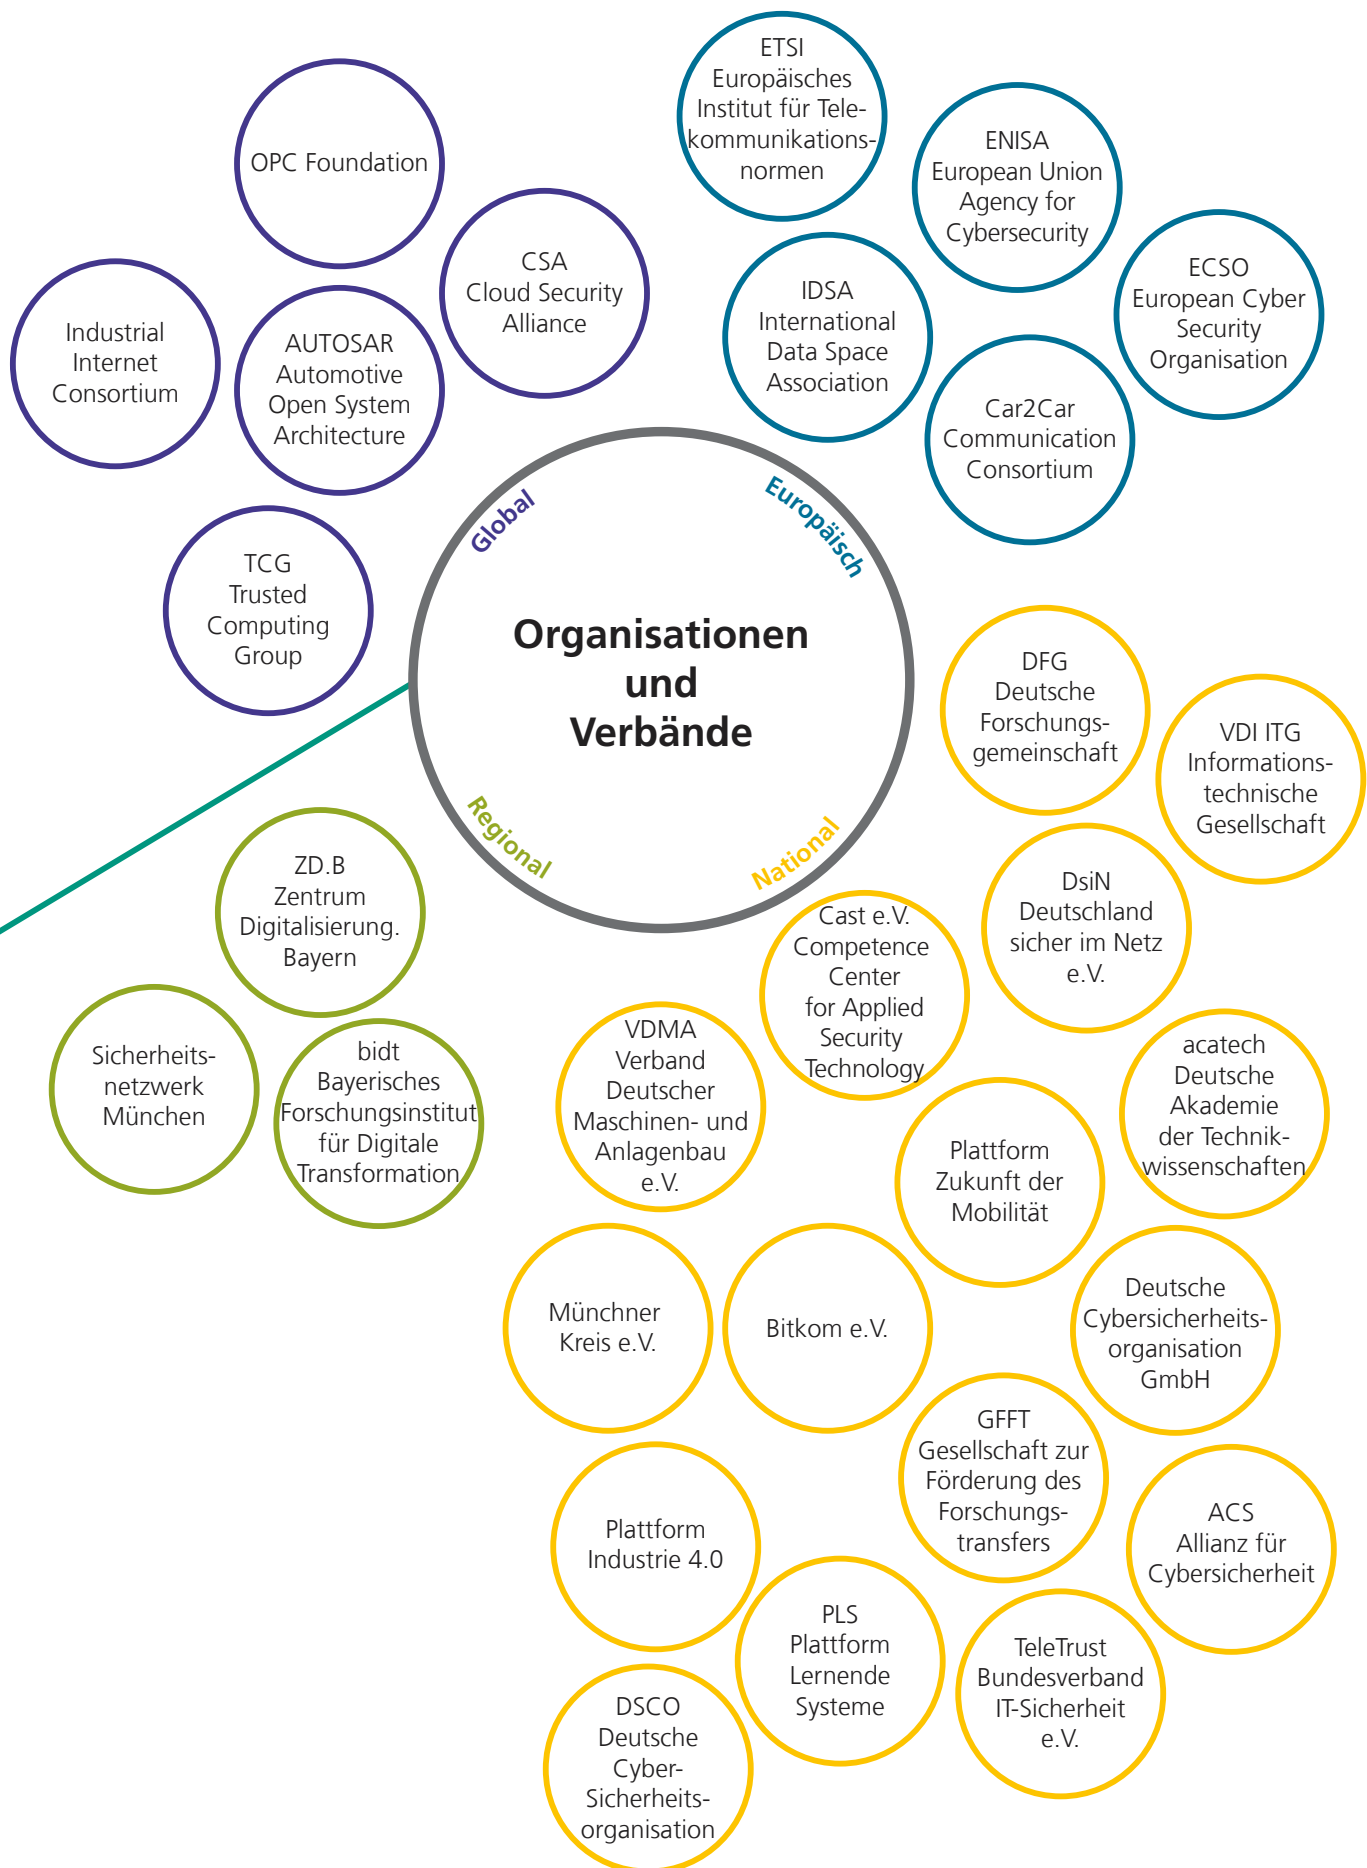 OPC Foundation
CSA
Cloud Security
Alliance
Industrial
Internet
Consortium
AUTOSAR
Automotive
Open System
Architecture
TCG
Trusted
Computing
Group
ETSI
Europäisches
Institut für Tele-
kommunikations-
normen
ENISA
European Union
Agency for
Cybersecurity
ECSO
European Cyber
Security
Organisation
IDSA
International
Data Space
Association
Car2Car
Communication
Consortium
Global
Europäisch
Organisationen
und
Verbände
Regional
National
ZD.B
Zentrum
Digitalisierung.
Bayern
Sicherheits-
netzwerk
München
bidt
Bayerisches
Forschungsinstitut
für Digitale
Transformation
DFG
Deutsche
Forschungs-
gemeinschaft
VDI ITG
Informations-
technische
Gesellschaft
DsiN
Deutschland
sicher im Netz
e.V.
Cast e.V.
Competence
Center
for Applied
Security
Technology
VDMA
Verband
Deutscher
Maschinen- und
Anlagenbau
e.V.
acatech
Deutsche
Akademie
der Technik-
wissenschaften
Plattform
Zukunft der
Mobilität
Münchner
Kreis e.V.
Bitkom e.V.
Deutsche
Cybersicherheits-
organisation
GmbH
GFFT
Gesellschaft zur
Förderung des
Forschungs-
transfers
Plattform
Industrie 4.0
ACS
Allianz für
Cybersicherheit
PLS
Plattform
Lernende
Systeme
TeleTrust
Bundesverband
IT-Sicherheit
e.V.
DSCO
Deutsche
Cyber-
Sicherheits-
organisation